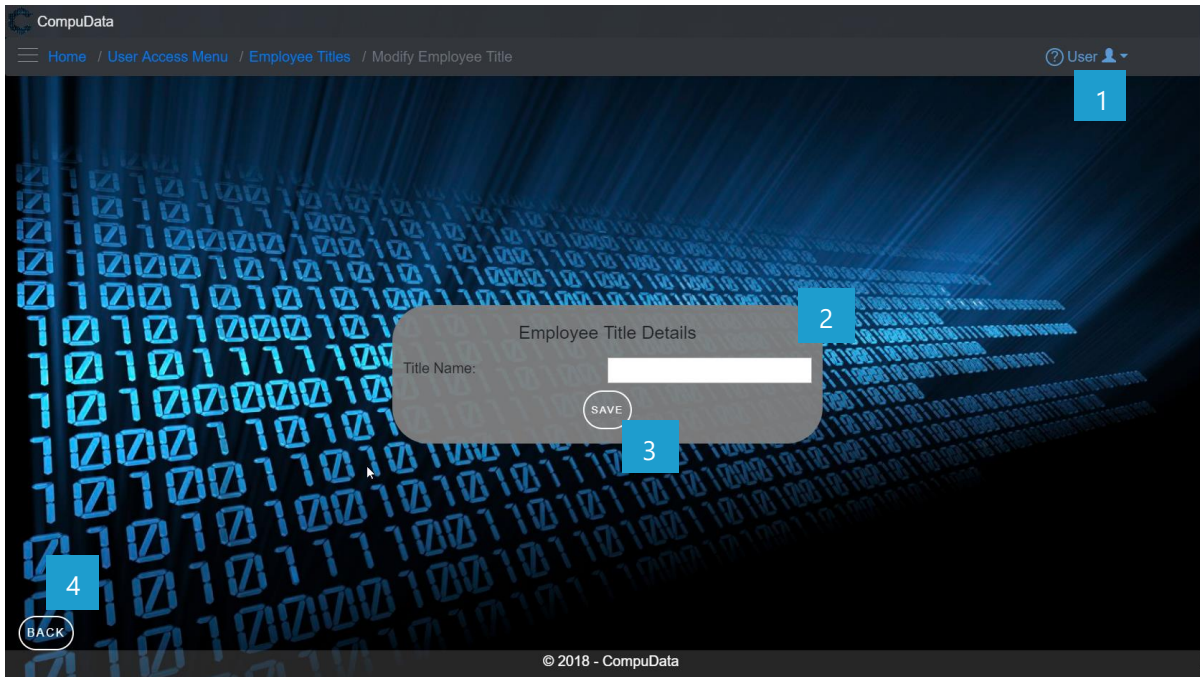 CompuData
Home / User Access Menu / Employee Titles / Modify Employee Title
? User
1
2
Employee Title Details
Title Name:
SAVE
3
4
BACK
© 2018 - CompuData